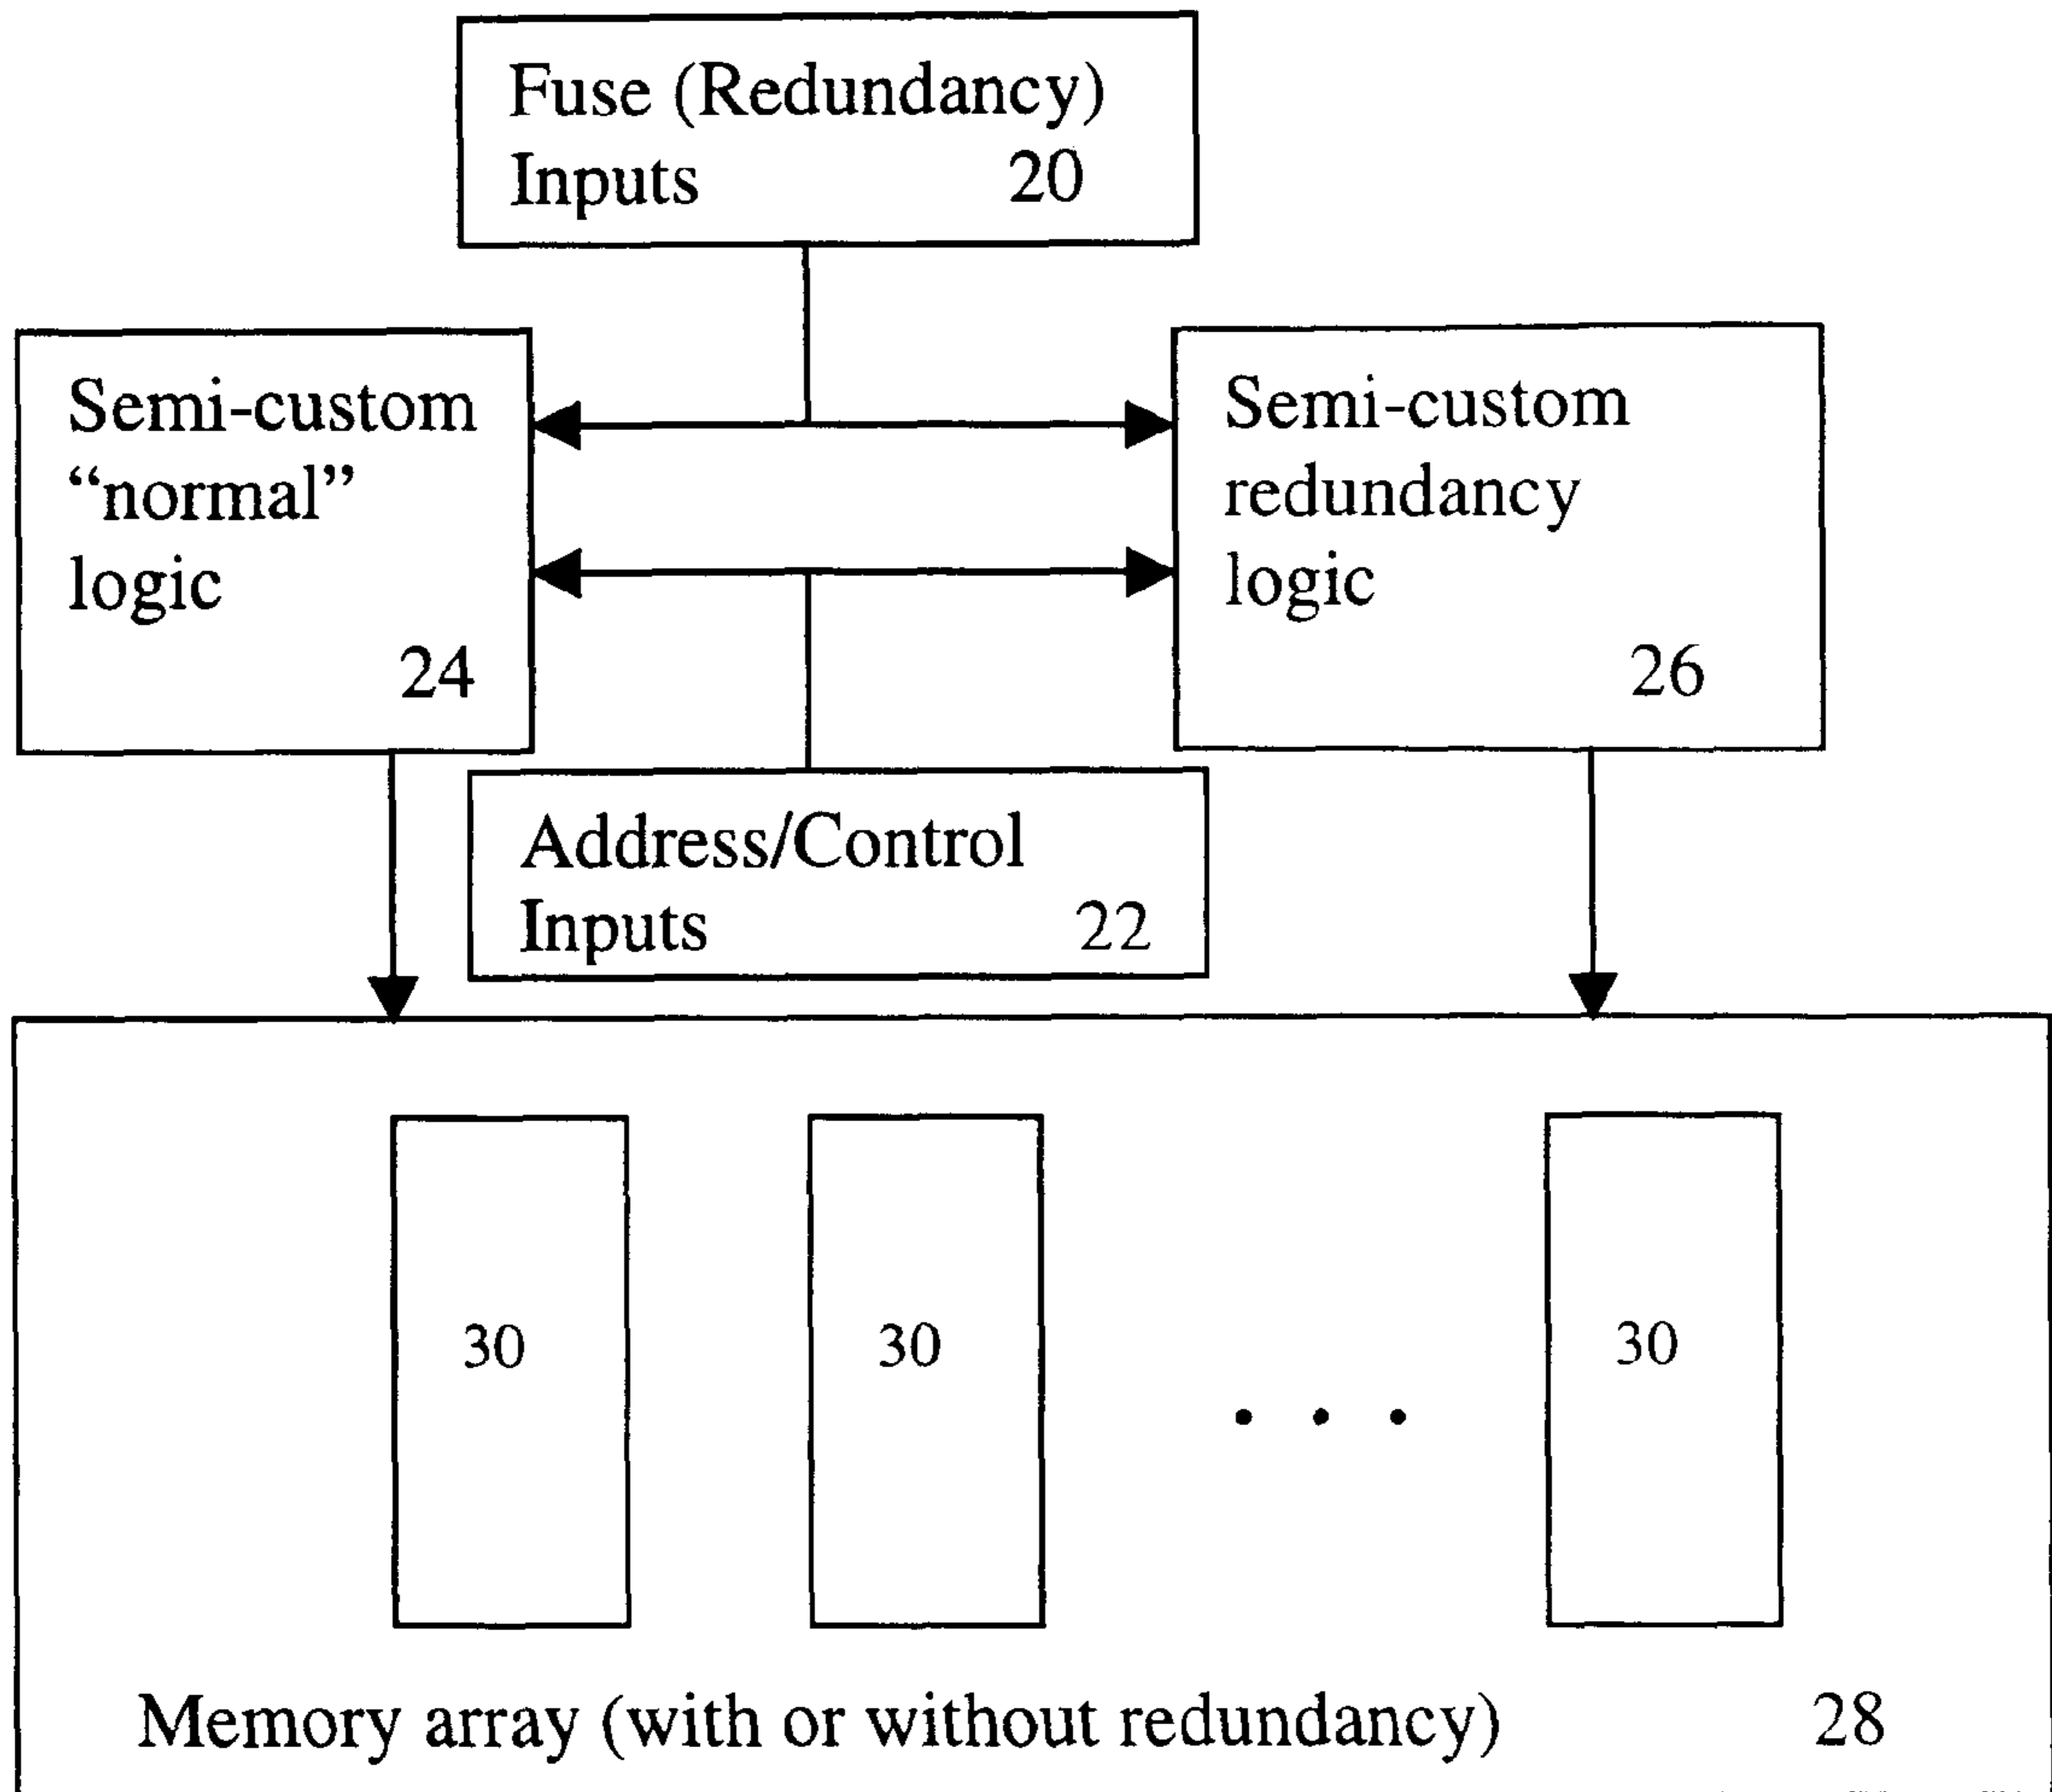 Fuse (Redundancy)
Inputs 20
Semi-custom
“normal”
logic
24
Semi-custom
redundancy
logic
26
Address/Control
Inputs 22
30
30
. . .
30
Memory array (with or without redundancy) 28